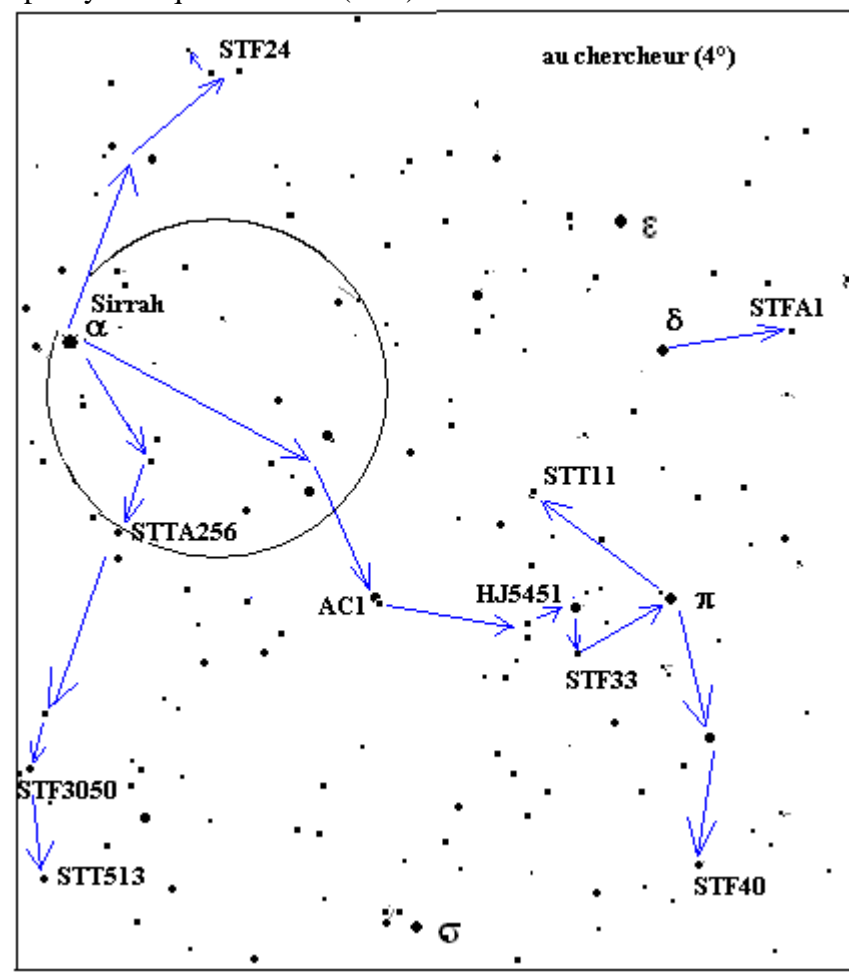 STF24
au chercheur (4°)
ε
Sirrah
α
STFA1
δ
STT11
STTA256
HJ5451
π
AC1
STF33
STF3050
STT513
STF40
σ